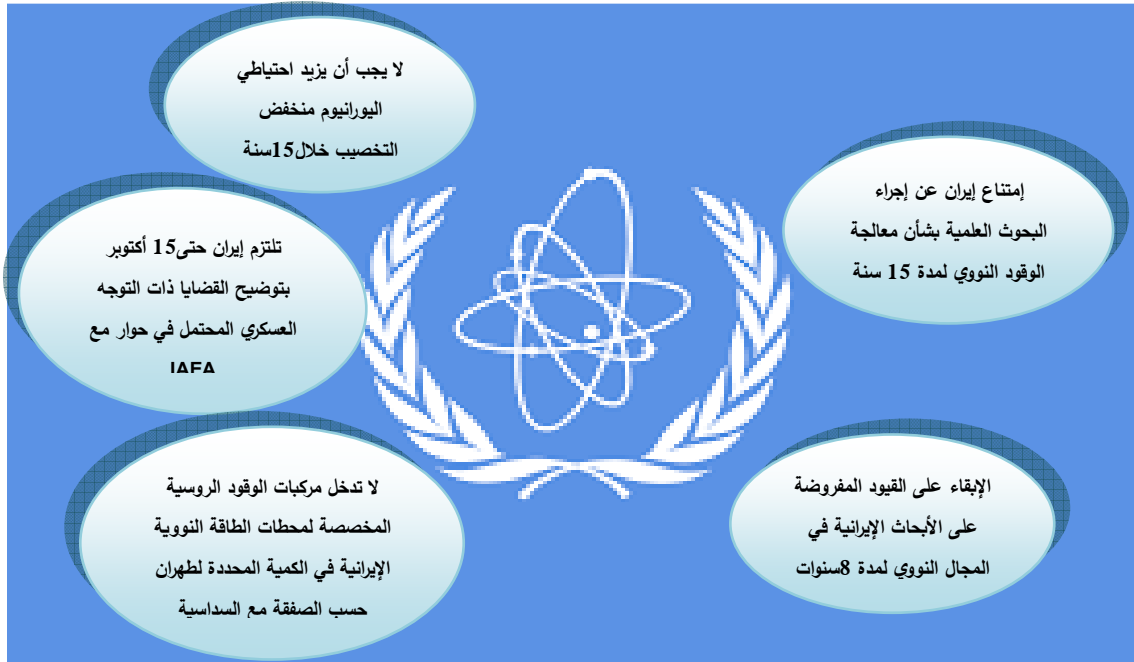 لا يجب أن يزيد احتياطي
اليورانيوم منخفض
التخصيب خلال15سنة
إمتناع إيران عن إجراء
البحوث العلمية بشأن معالجة
الوقود النووي لمدة 15 سنة
تلتزم إيران حتى15 أكتوبر
بتوضيح القضايا ذات التوجه
العسكري المحتمل في حوار مع
IAEA
الإبقاء على القيود المفروضة
على الأبحاث الإيرانية في
المجال النووي لمدة 8سنوات
لا تدخل مركبات الوقود الروسية
المخصصة لمحطات الطاقة النووية
الإيرانية في الكمية المحددة لطهران
حسب الصفقة مع السداسية